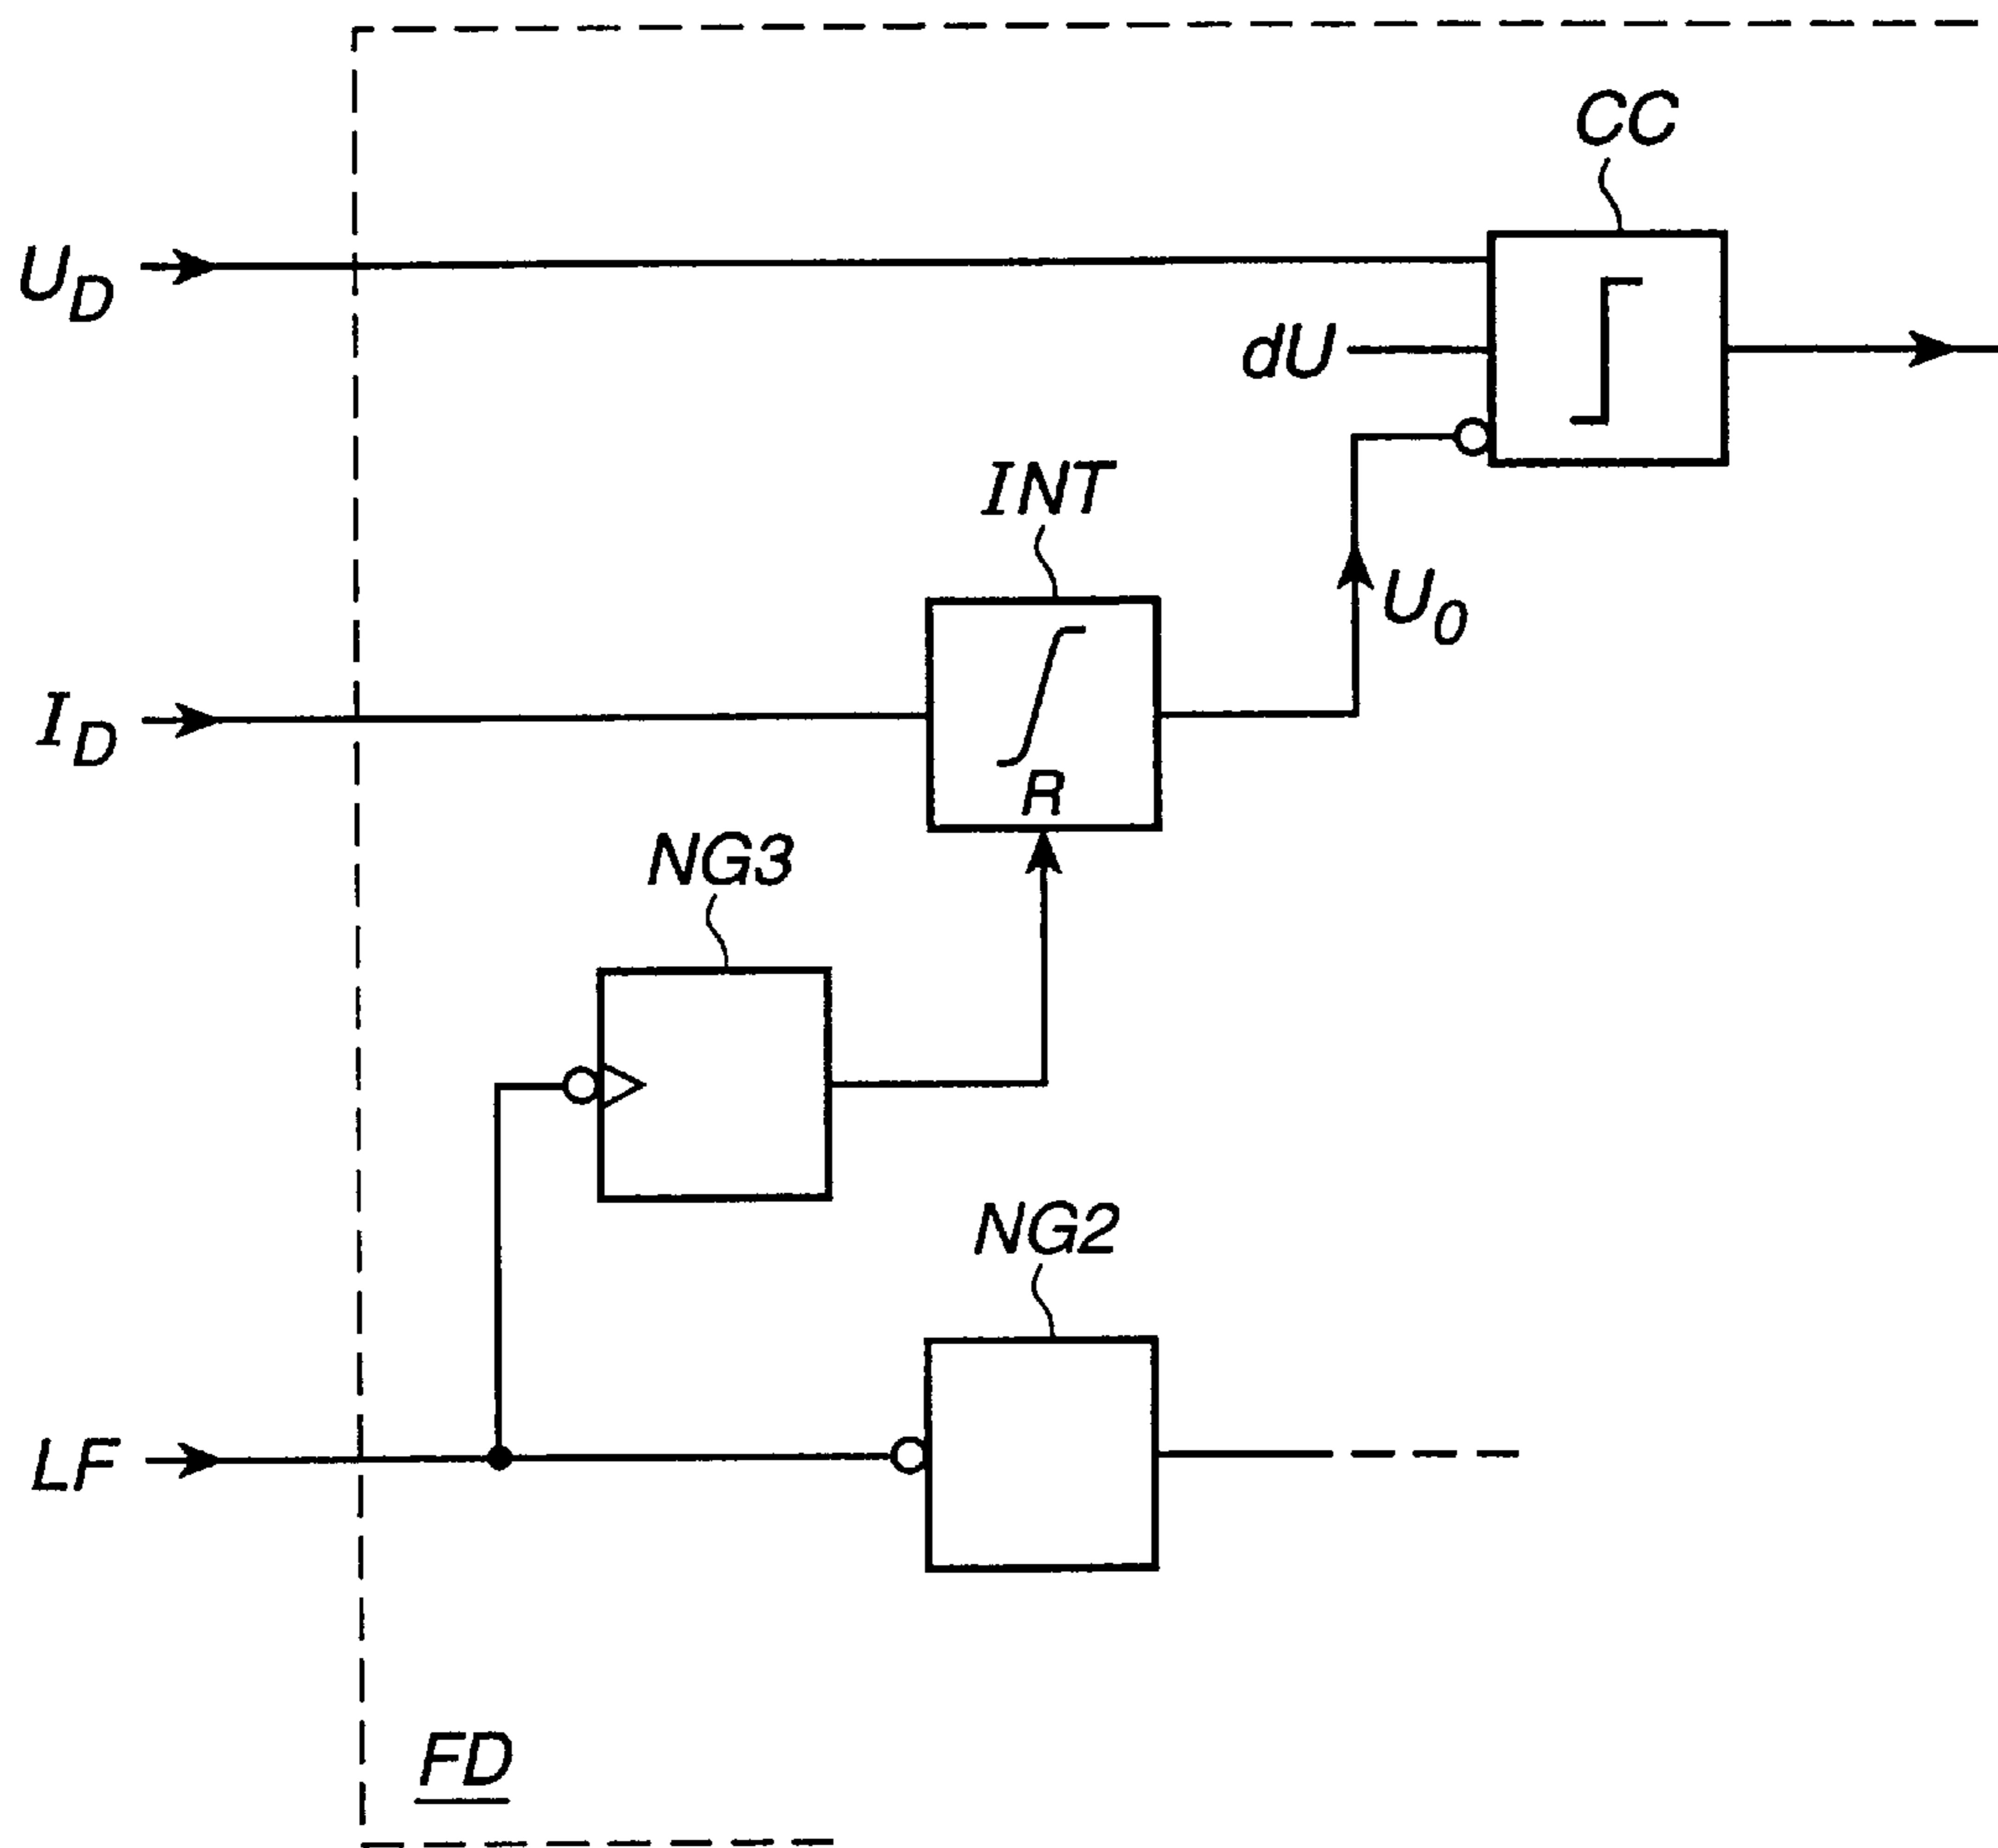 CC
U_D
dU
INT
U_0
I_D
R
NG3
NG2
LF
FD